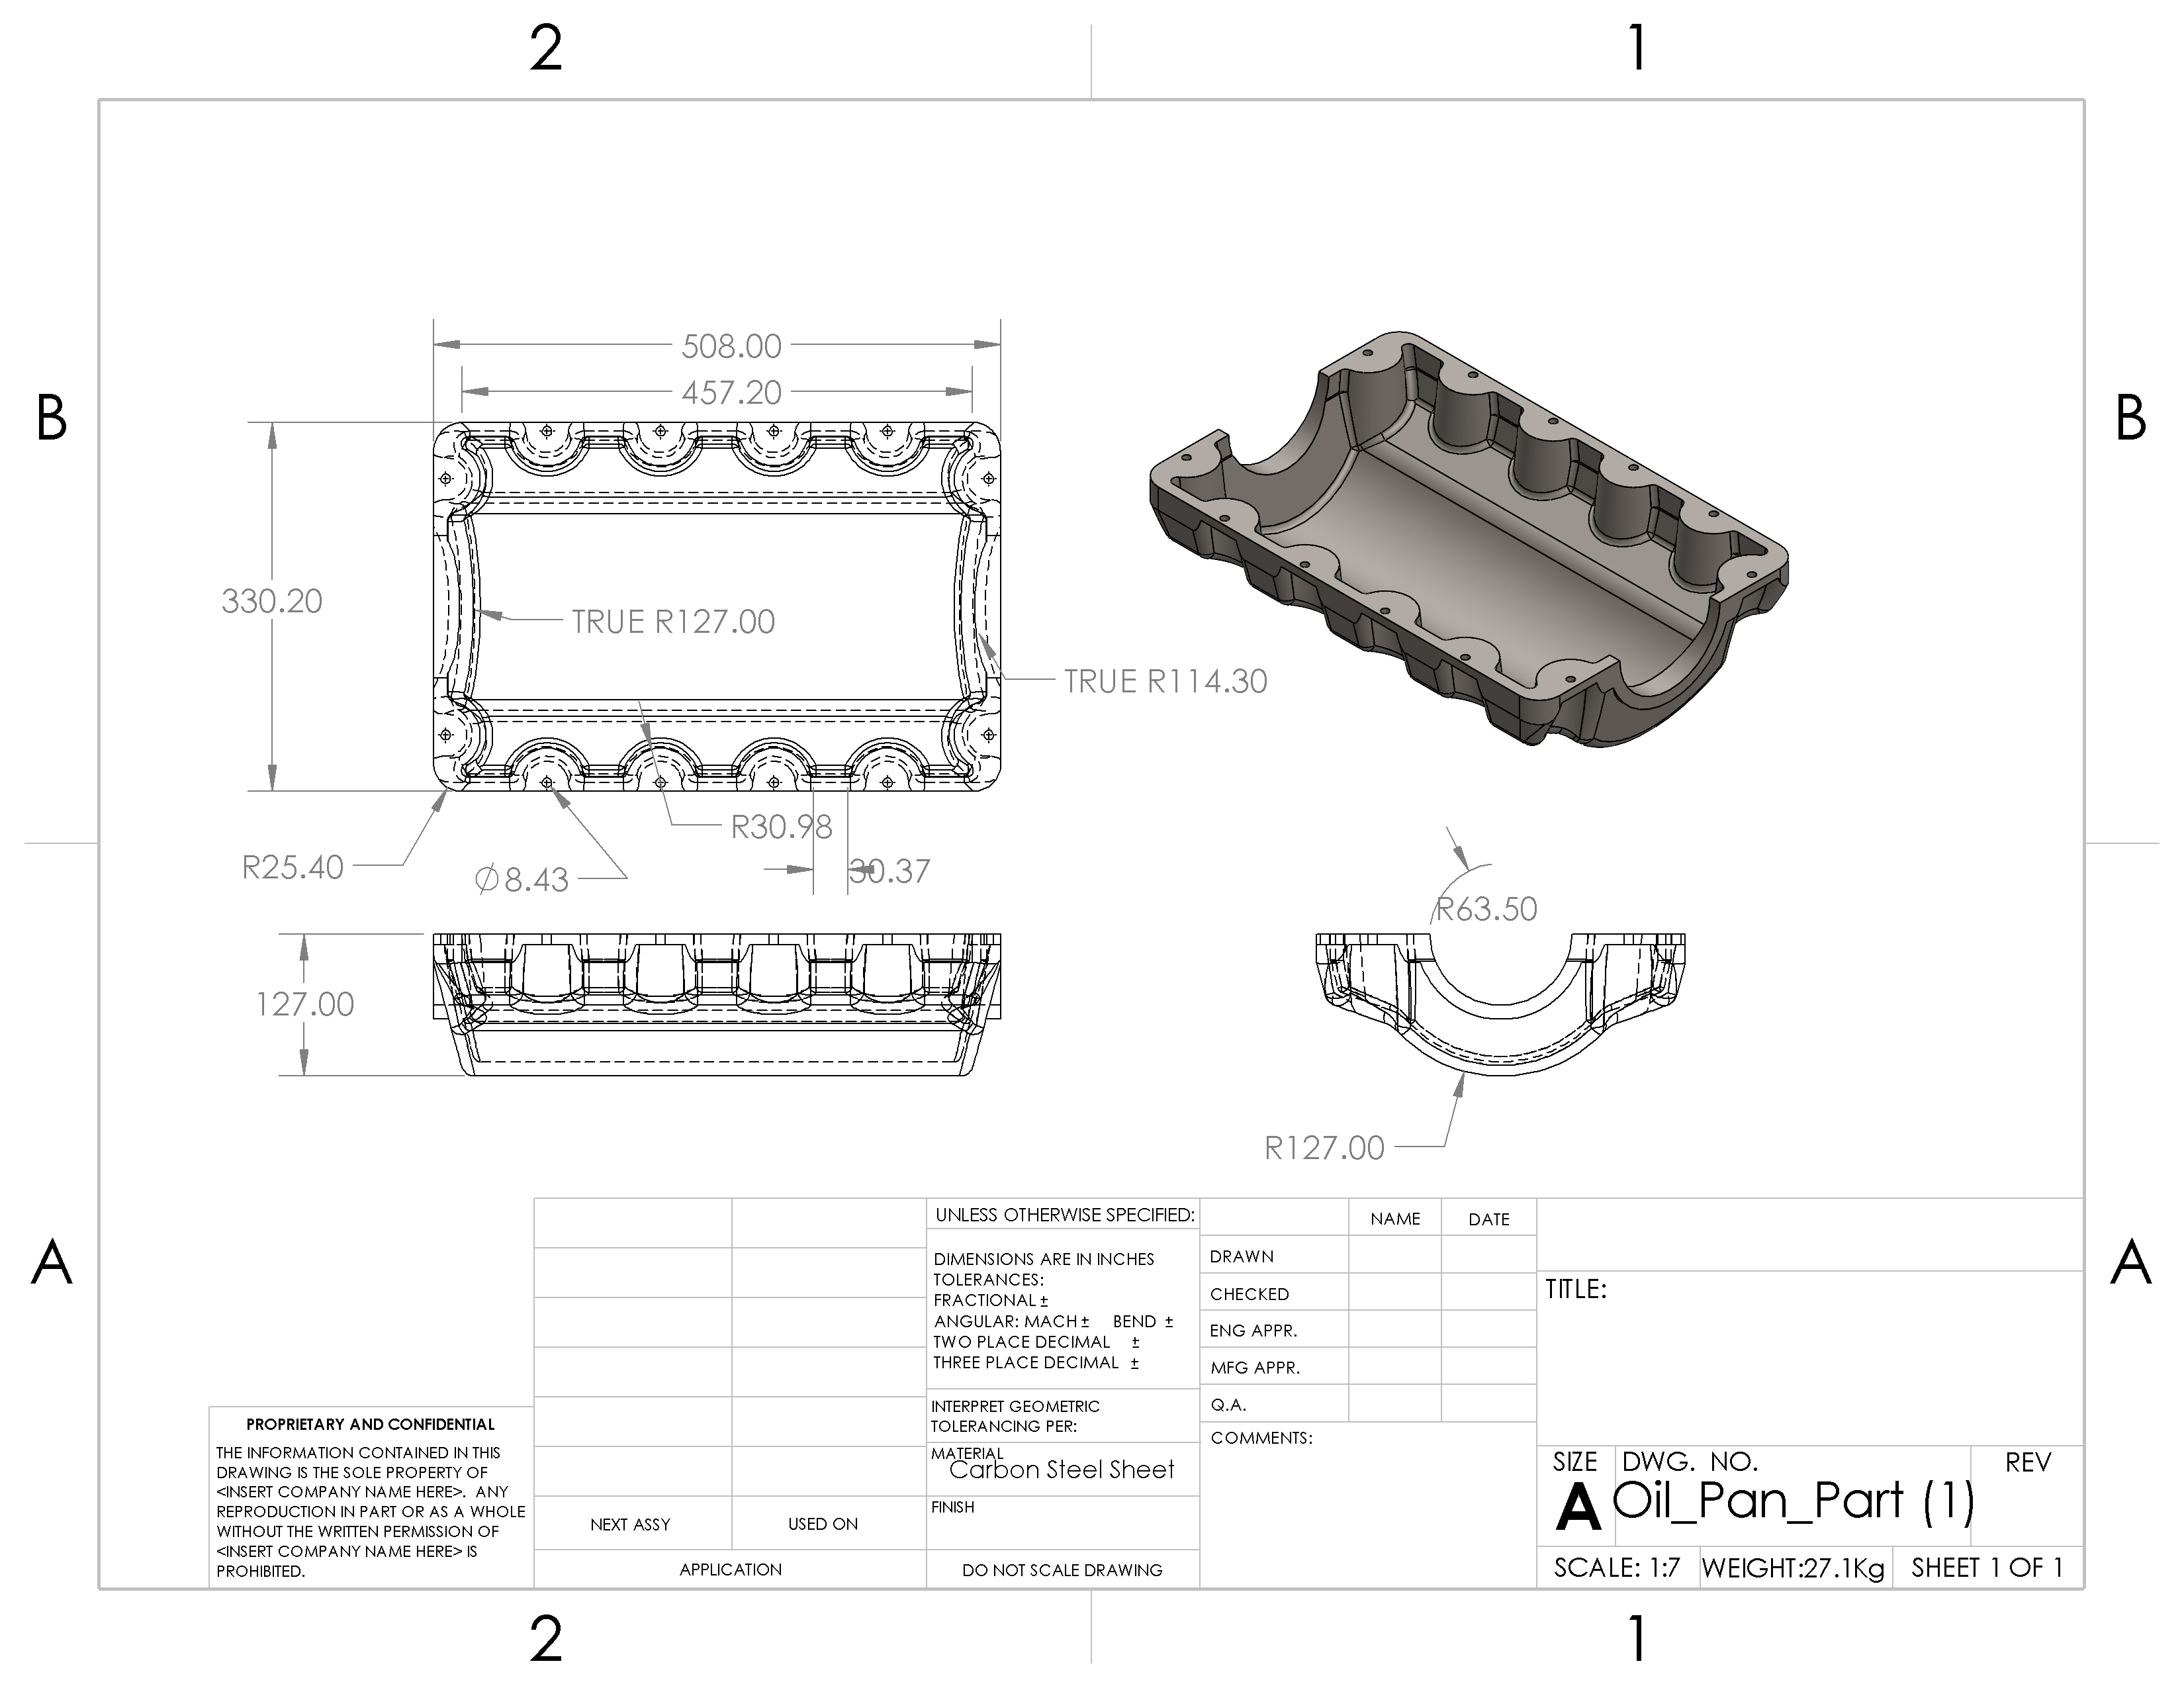 2
1
B
B
508.00
457.20
330.20
TRUE R127.00
TRUE R114.30
R30.98
R25.40
Ø8.43
30.37
R63.50
127.00
R127.00
A
A
UNLESS OTHERWISE SPECIFIED:
DIMENSIONS ARE IN INCHES
TOLERANCES:
FRACTIONAL ±
ANGULAR: MACH ± BEND ±
TWO PLACE DECIMAL ±
THREE PLACE DECIMAL ±
INTERPRET GEOMETRIC
TOLERANCING PER:
MATERIAL
Carbon Steel Sheet
FINISH
DO NOT SCALE DRAWING
NEXT ASSY
USED ON
APPLICATION
NAME
DATE
DRAWN
CHECKED
ENG APPR.
MFG APPR.
Q.A.
COMMENTS:
TITLE:
SIZE
DWG. NO.
REV
A
Oil_Pan_Part (1)
SCALE: 1:7
WEIGHT:27.1Kg
SHEET 1 OF 1
PROPRIETARY AND CONFIDENTIAL
THE INFORMATION CONTAINED IN THIS
DRAWING IS THE SOLE PROPERTY OF
<INSERT COMPANY NAME HERE>. ANY
REPRODUCTION IN PART OR AS A WHOLE
WITHOUT THE WRITTEN PERMISSION OF
<INSERT COMPANY NAME HERE> IS
PROHIBITED.
2
1